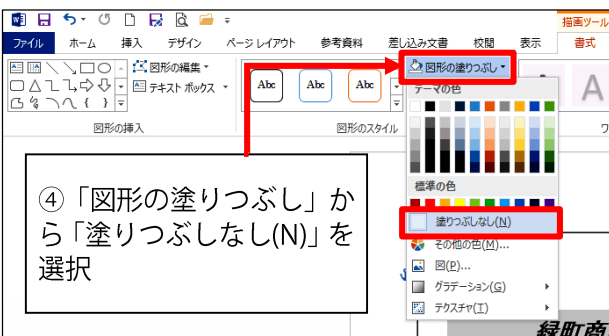 描画ツール
ファイル ホーム 挿入 デザイン ページ レイアウト 参考資料 差し込み文書 校閲 表示 書式
図形の編集
テキスト ボックス
Abc Abc Abc
図形の塗りつぶし
テーマの色
A
図形の挿入 図形のスタイル ワ
標準の色
塗りつぶしなし(N)
その他の色(M)...
図(P)...
グラデーション(G)
テクスチャ(T)
④「図形の塗りつぶし」か
ら「塗りつぶしなし(N)」を
選択
緑町商